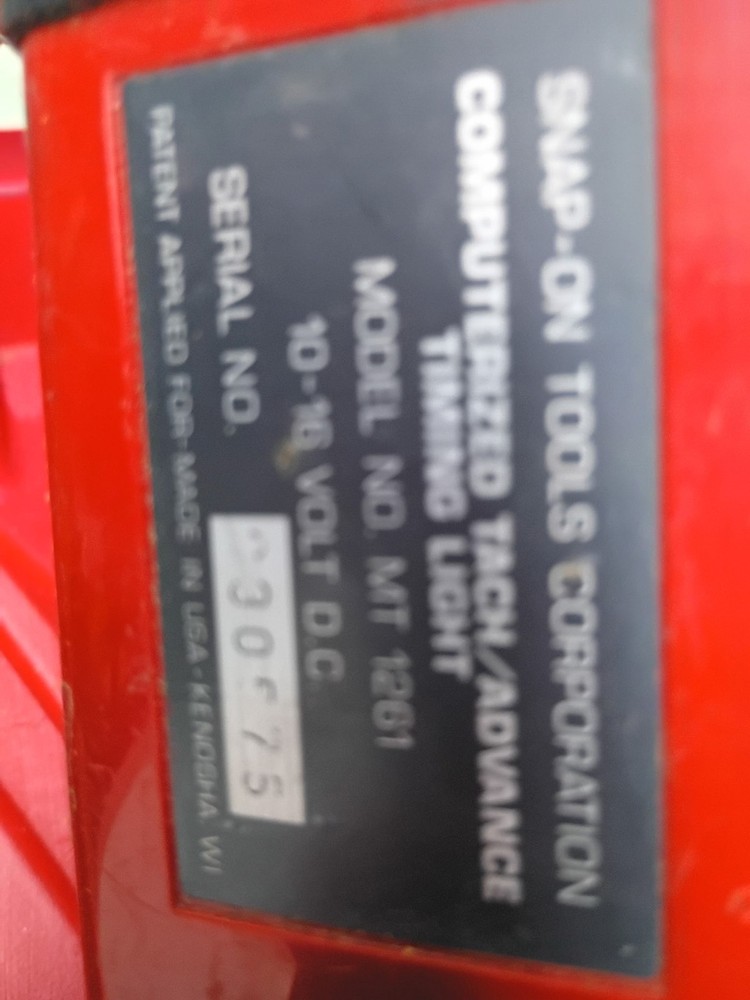 SNAP-ON TOOLS CORPORATION
COMPUTERIZED TACH/ADVANCE
TIMING LIGHT
MODEL NO. MT 1261
10-16 VOLT D.C.
SERIAL NO.
PATENT APPLIED FOR-MADE IN USA-KENOSHA WI